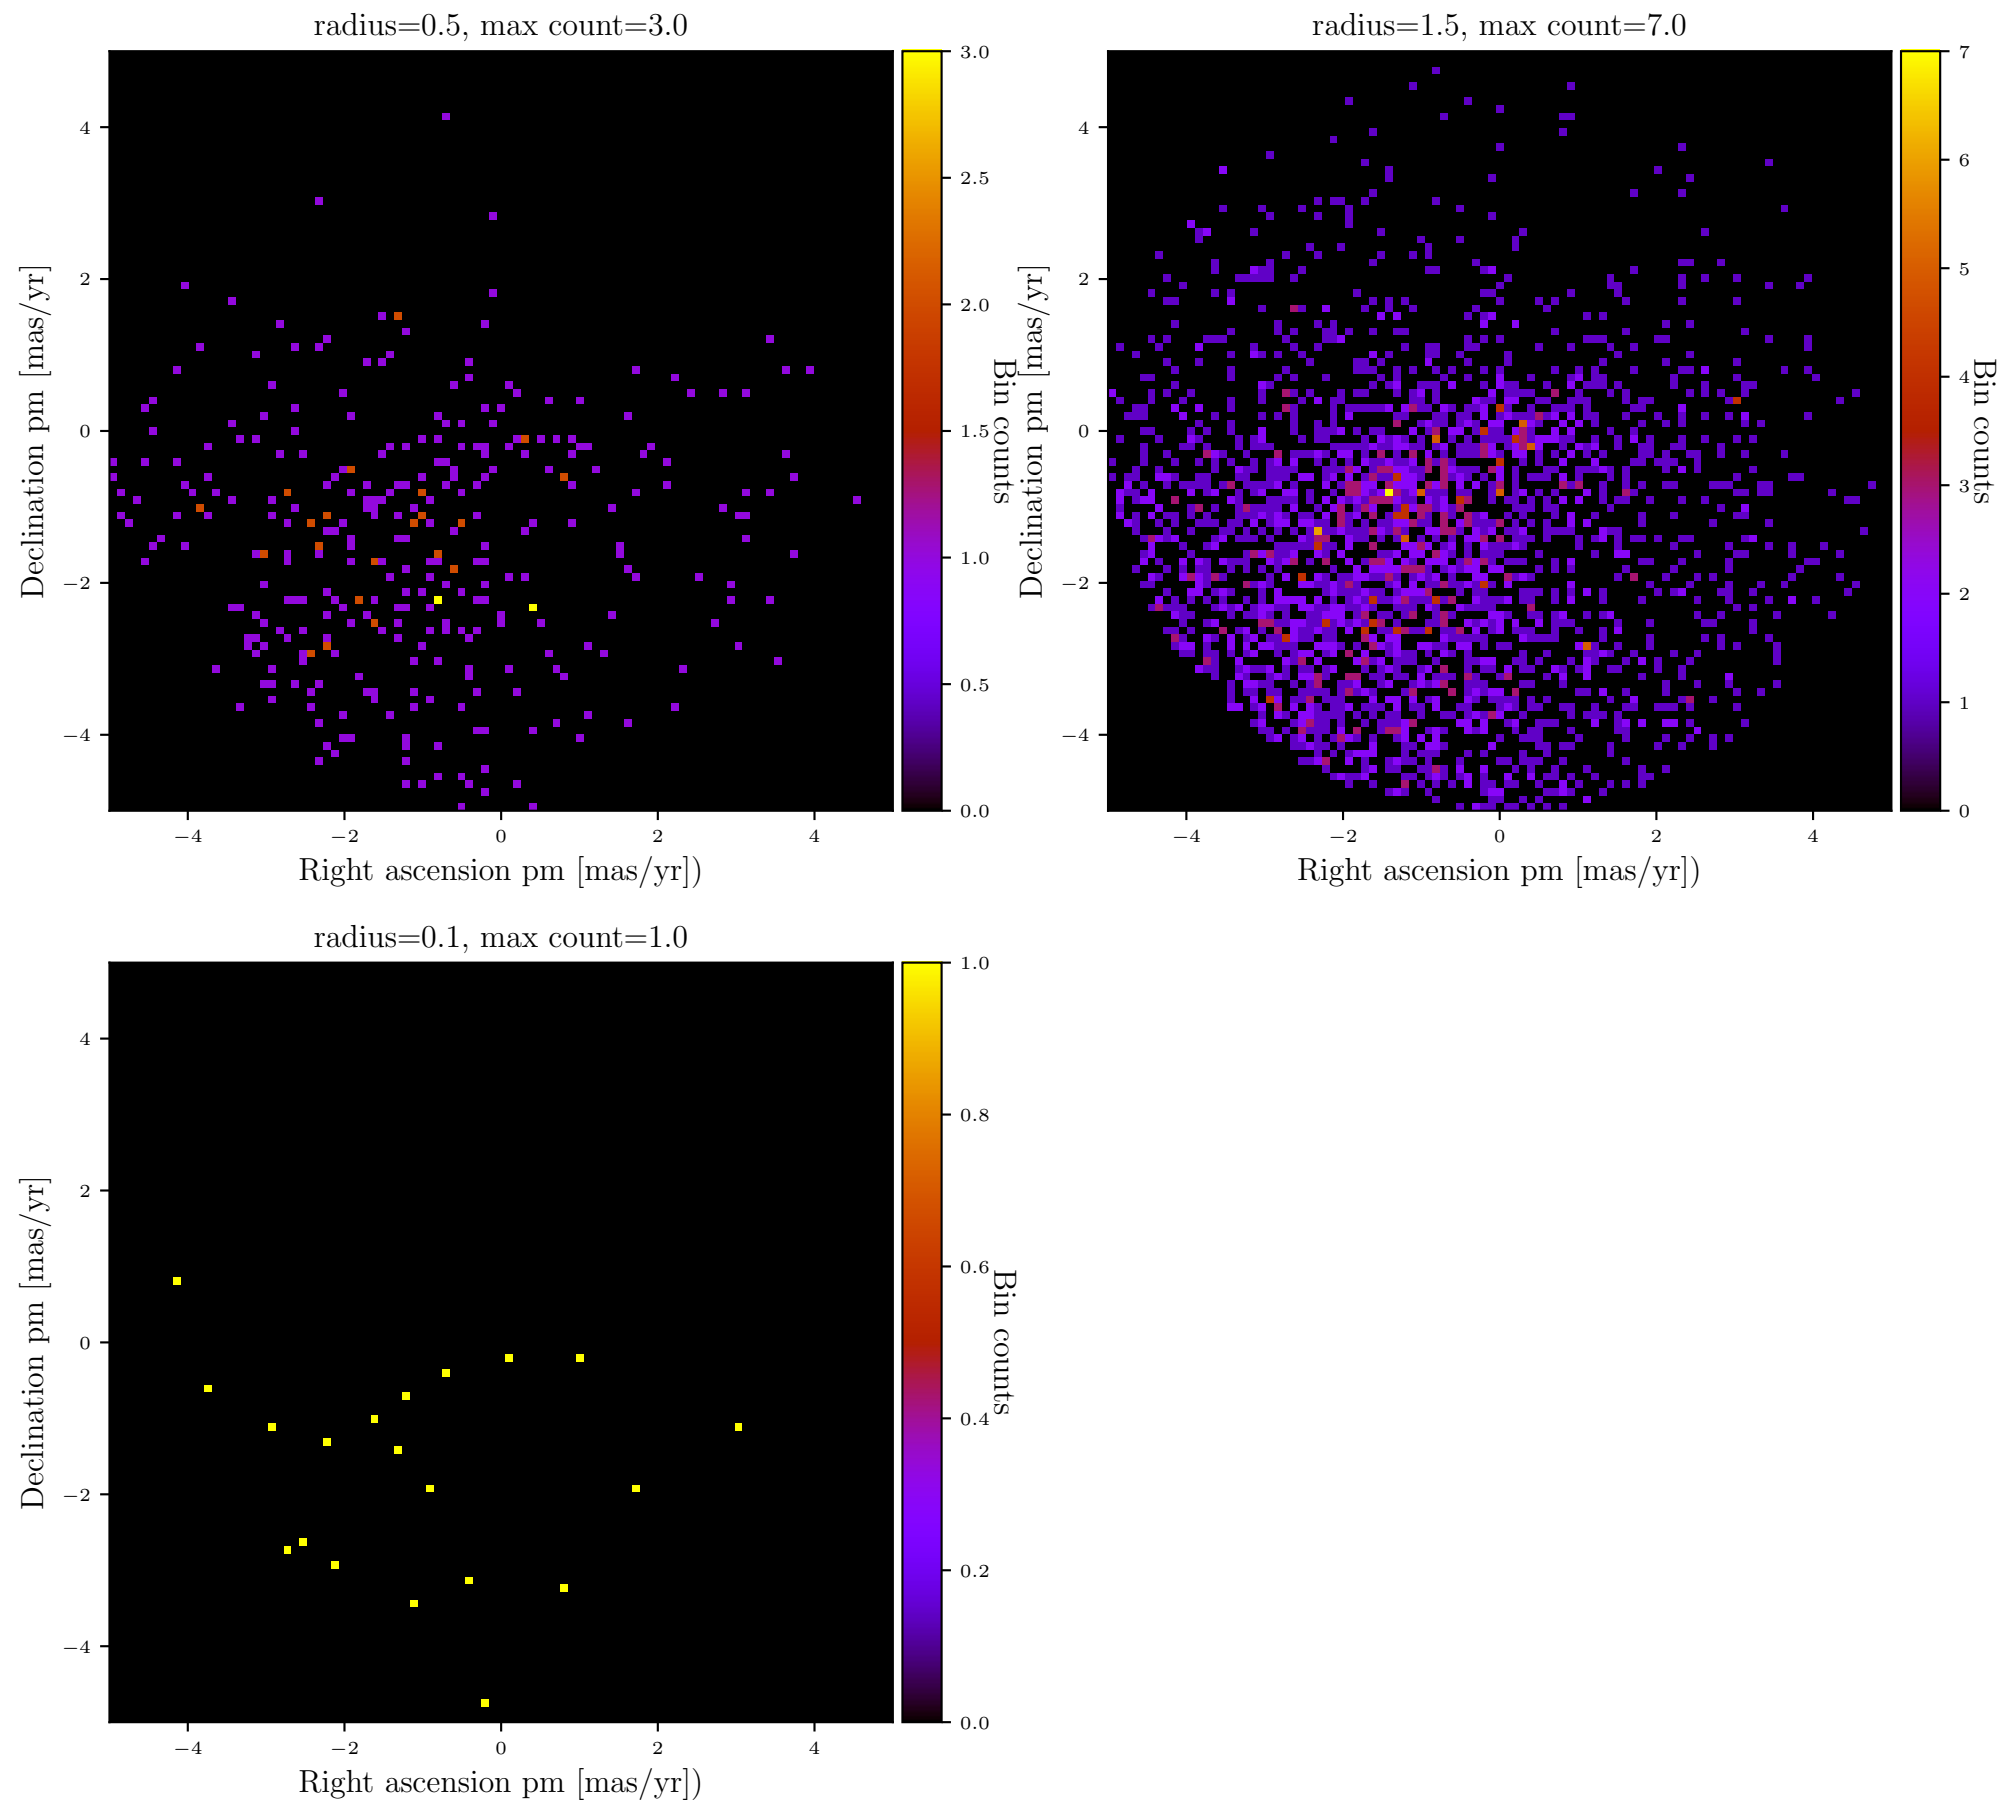 radius=0.5, max count=3.0
Declination pm [mas/yr]
4
2
0
−2
−4
−4 −2 0 2 4
Right ascension pm [mas/yr])
3.0
2.5
2.0
1.5
1.0
0.5
0.0
Bin counts
radius=1.5, max count=7.0
Declination pm [mas/yr]
4
2
0
−2
−4
−4 −2 0 2 4
Right ascension pm [mas/yr])
7
6
5
4
3
2
1
0
Bin counts
radius=0.1, max count=1.0
Declination pm [mas/yr]
4
2
0
−2
−4
−4 −2 0 2 4
Right ascension pm [mas/yr])
1.0
0.8
0.6
0.4
0.2
0.0
Bin counts